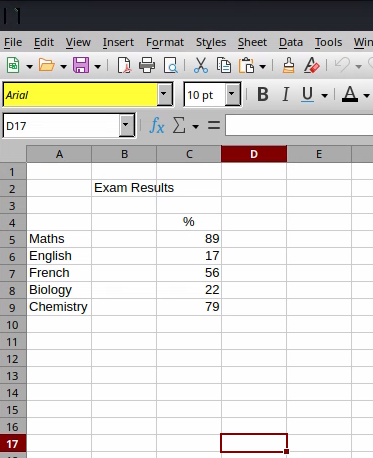 File Edit View Insert Format Styles Sheet Data Tools Win
Arial 10 pt B I U A
D17 fx Σ =
A B C D E
1
2 Exam Results
3
4 %
5 Maths 89
6 English 17
7 French 56
8 Biology 22
9 Chemistry 79
10
11
12
13
14
15
16
17